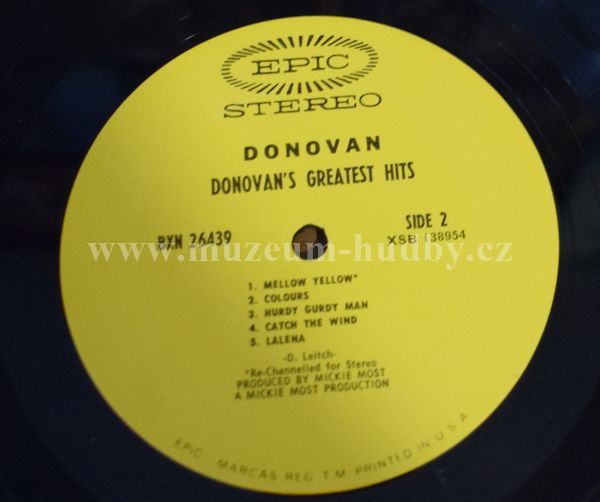 EPIC
STEREO
DONOVAN
DONOVAN'S GREATEST HITS
BXN 26439
SIDE 2
XSB 138954
www.muzeum-hudby.cz
1. MELLOW YELLOW*
2. COLOURS
3. HURDY GURDY MAN
4. CATCH THE WIND
5. LALENA
-D. Leitch-
*Re-Channelled for Stereo
PRODUCED BY MICKIE MOST
A MICKIE MOST PRODUCTION
EPIC. MARCAS REG. T.M. PRINTED IN U.S.A